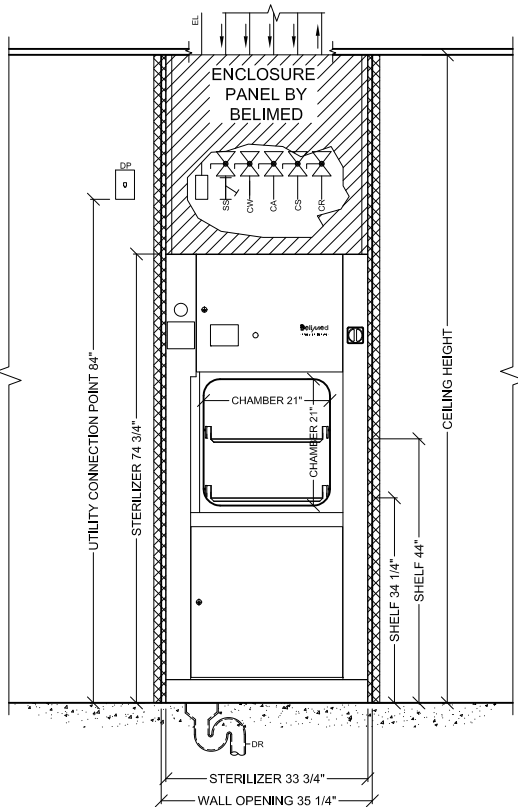 EL
ENCLOSURE
PANEL BY
BELIMED
DP
SS
CW
CA
CS
CR
Belimed
UTILITY CONNECTION POINT 84"
STERILIZER 74 3/4"
CHAMBER 21"
CHAMBER 21"
CEILING HEIGHT
SHELF 34 1/4"
SHELF 44"
DR
STERILIZER 33 3/4"
WALL OPENING 35 1/4"